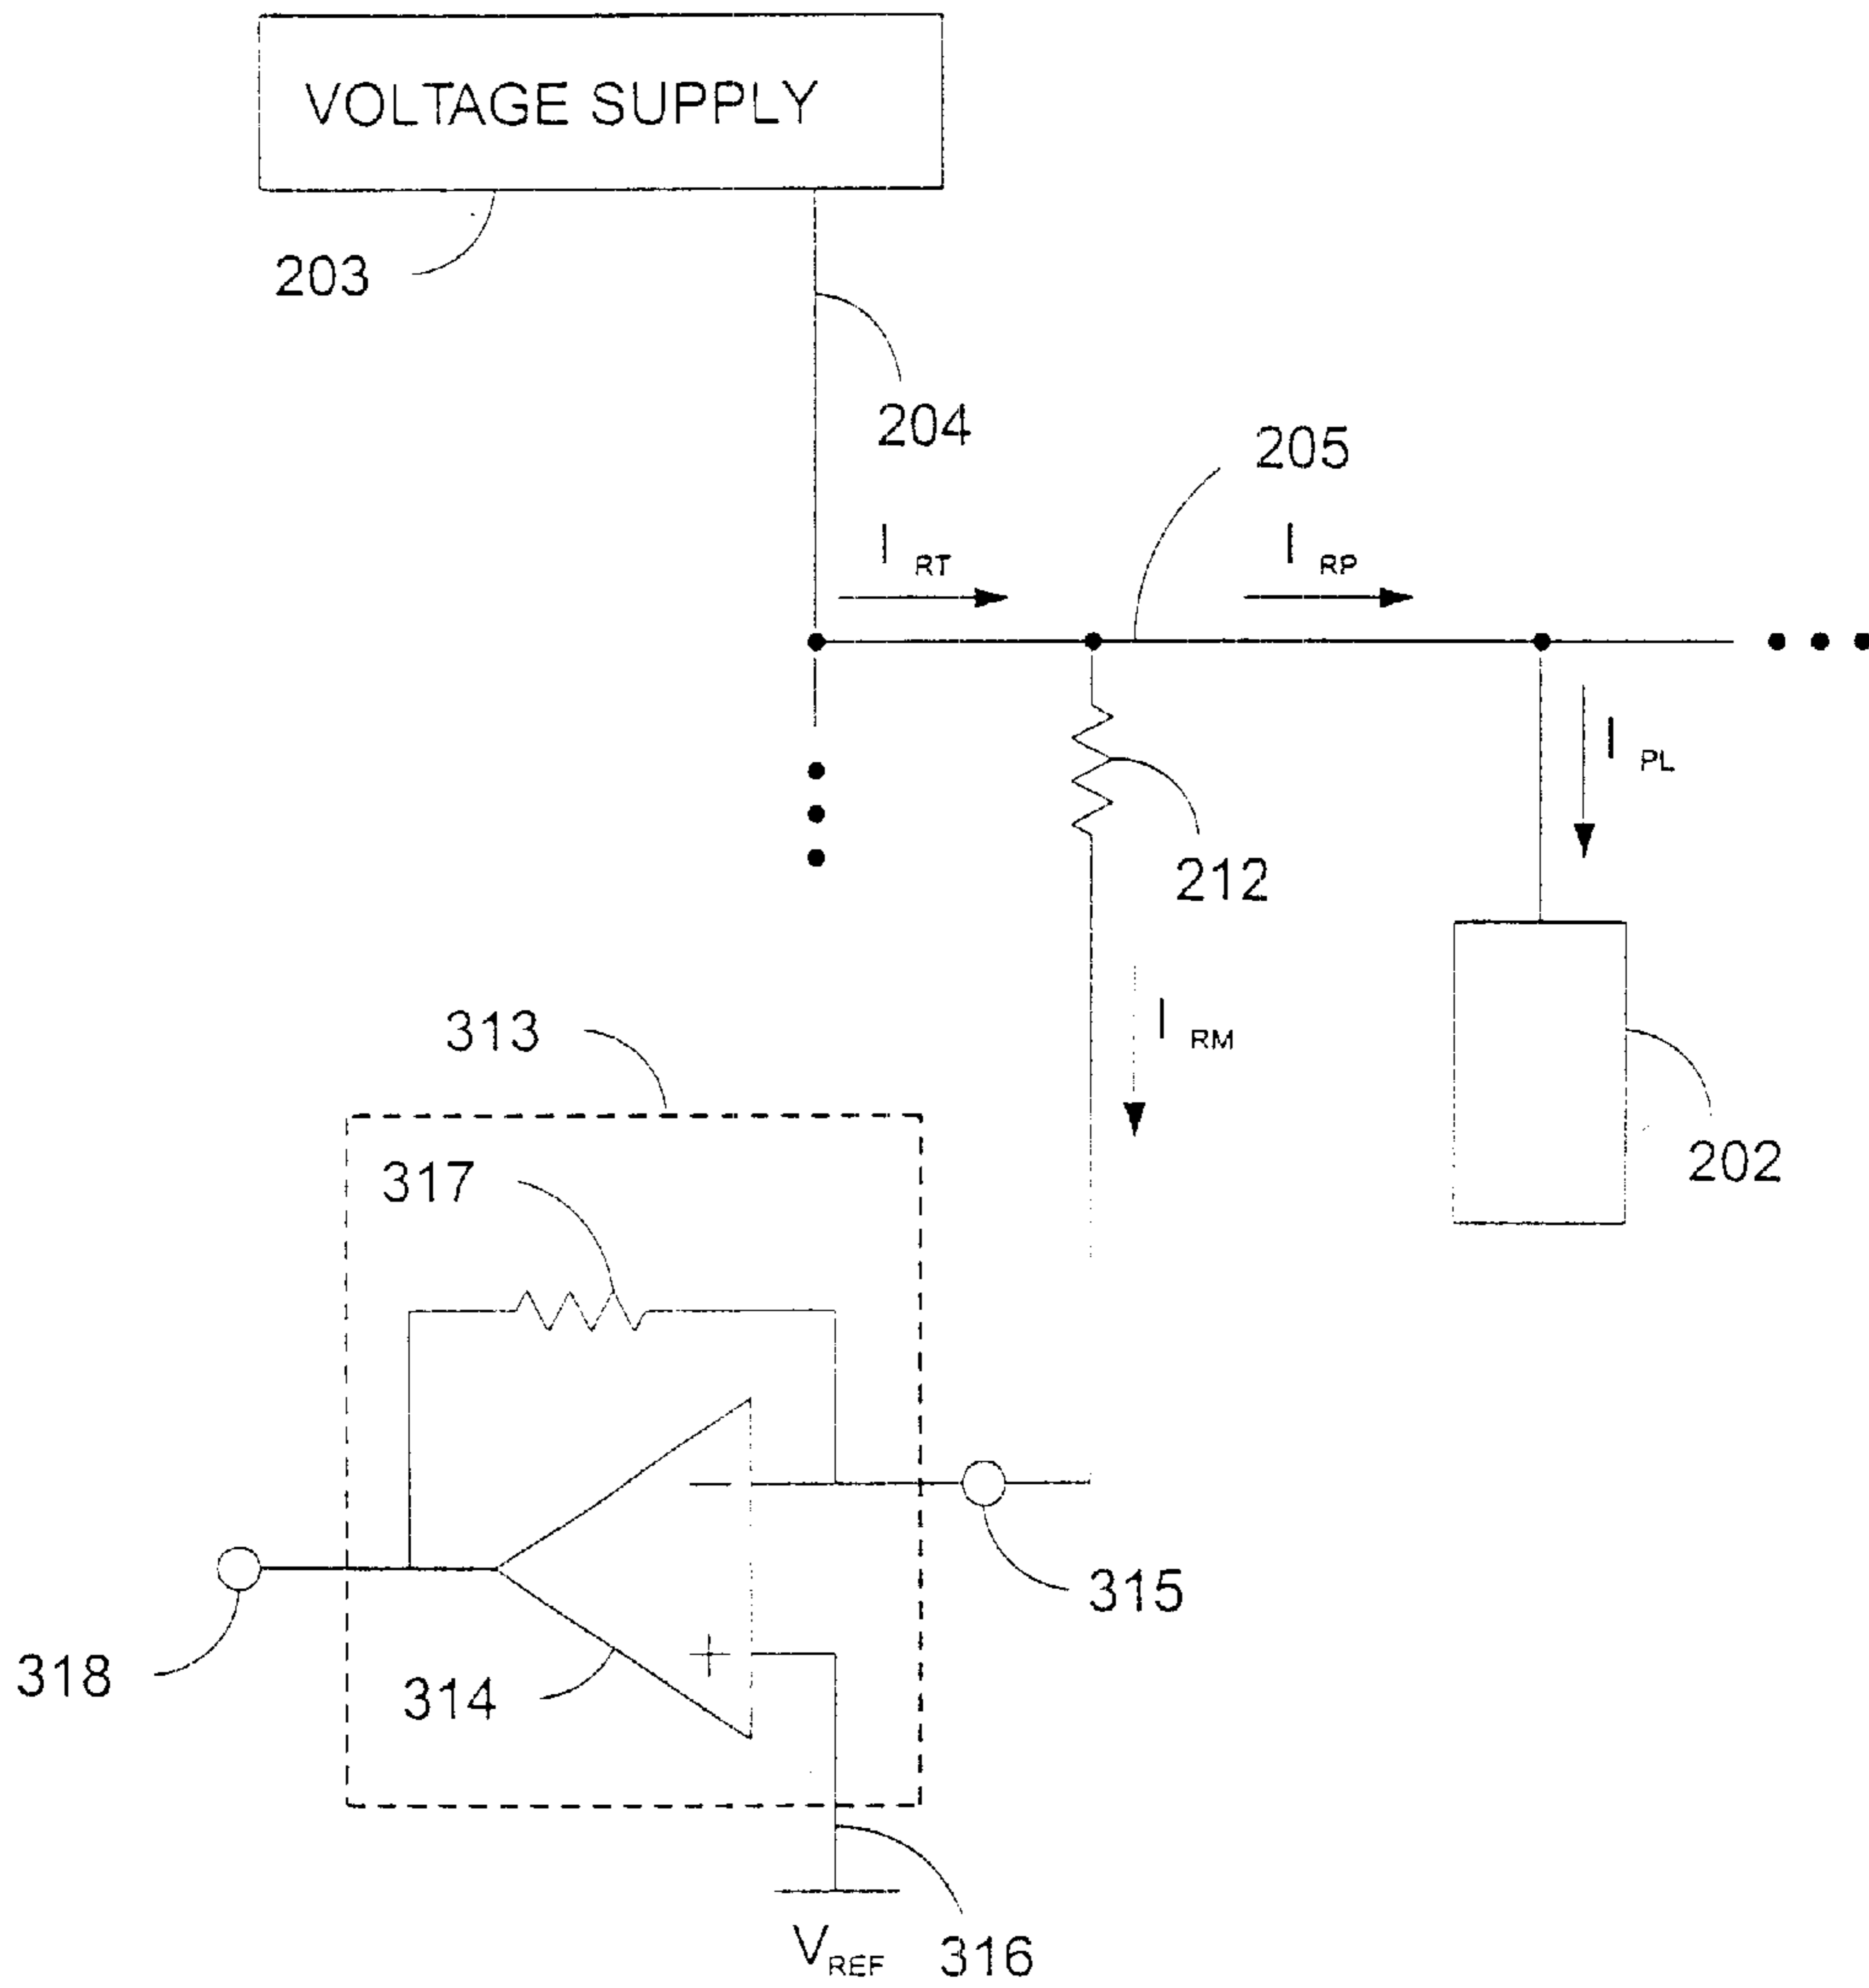 VOLTAGE SUPPLY
203
204
205
I RT
I RP
I PL
212
I RM
313
202
317
−
315
+
318
314
VREF
316